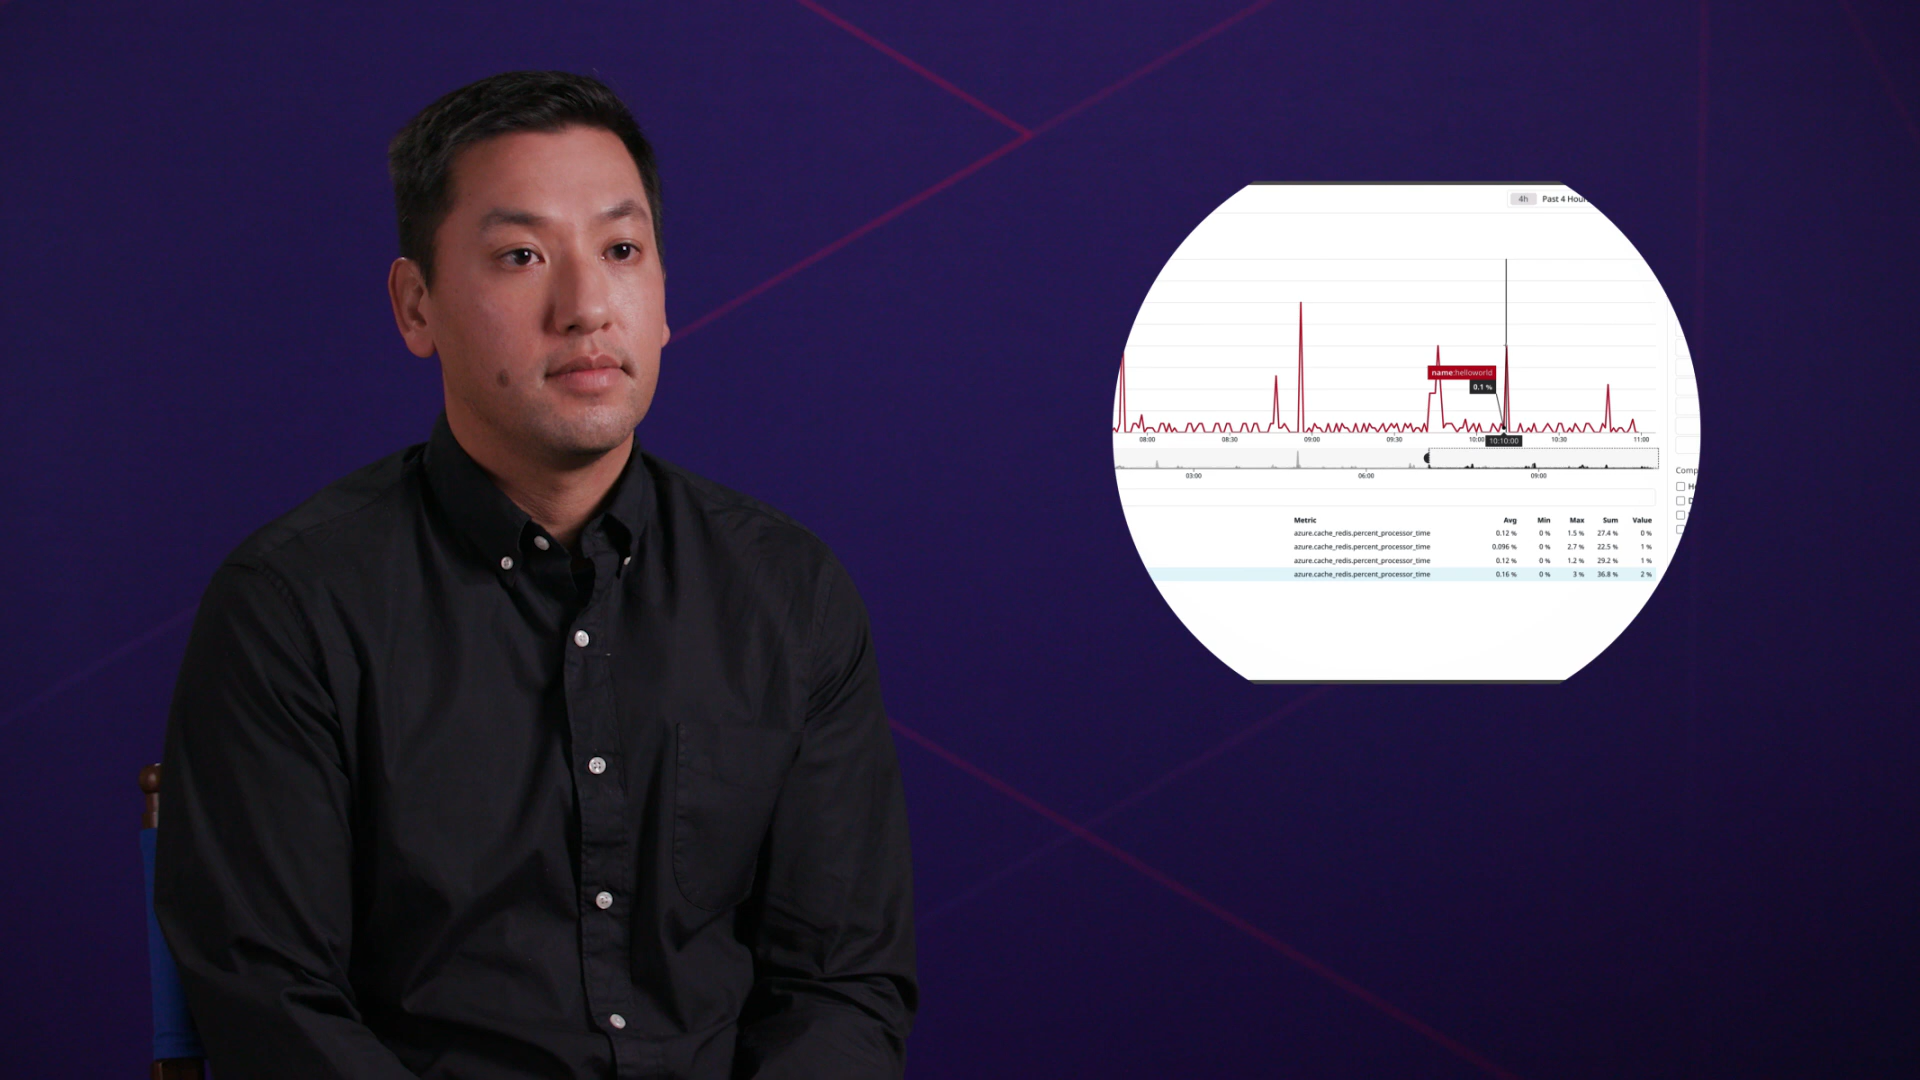 4h Past 4 Hour
name:helloworld
0.1 %
08:00 08:30 09:00 09:30 10:00 10:10:00 10:30 11:00
03:00 06:00 09:00
Comp
Metric Avg Min Max Sum Value
azure.cache_redis.percent_processor_time 0.12 % 0 % 1.5 % 27.4 % 0 %
azure.cache_redis.percent_processor_time 0.096 % 0 % 2.7 % 22.5 % 1 %
azure.cache_redis.percent_processor_time 0.12 % 0 % 1.2 % 29.2 % 1 %
azure.cache_redis.percent_processor_time 0.16 % 0 % 3 % 36.8 % 2 %